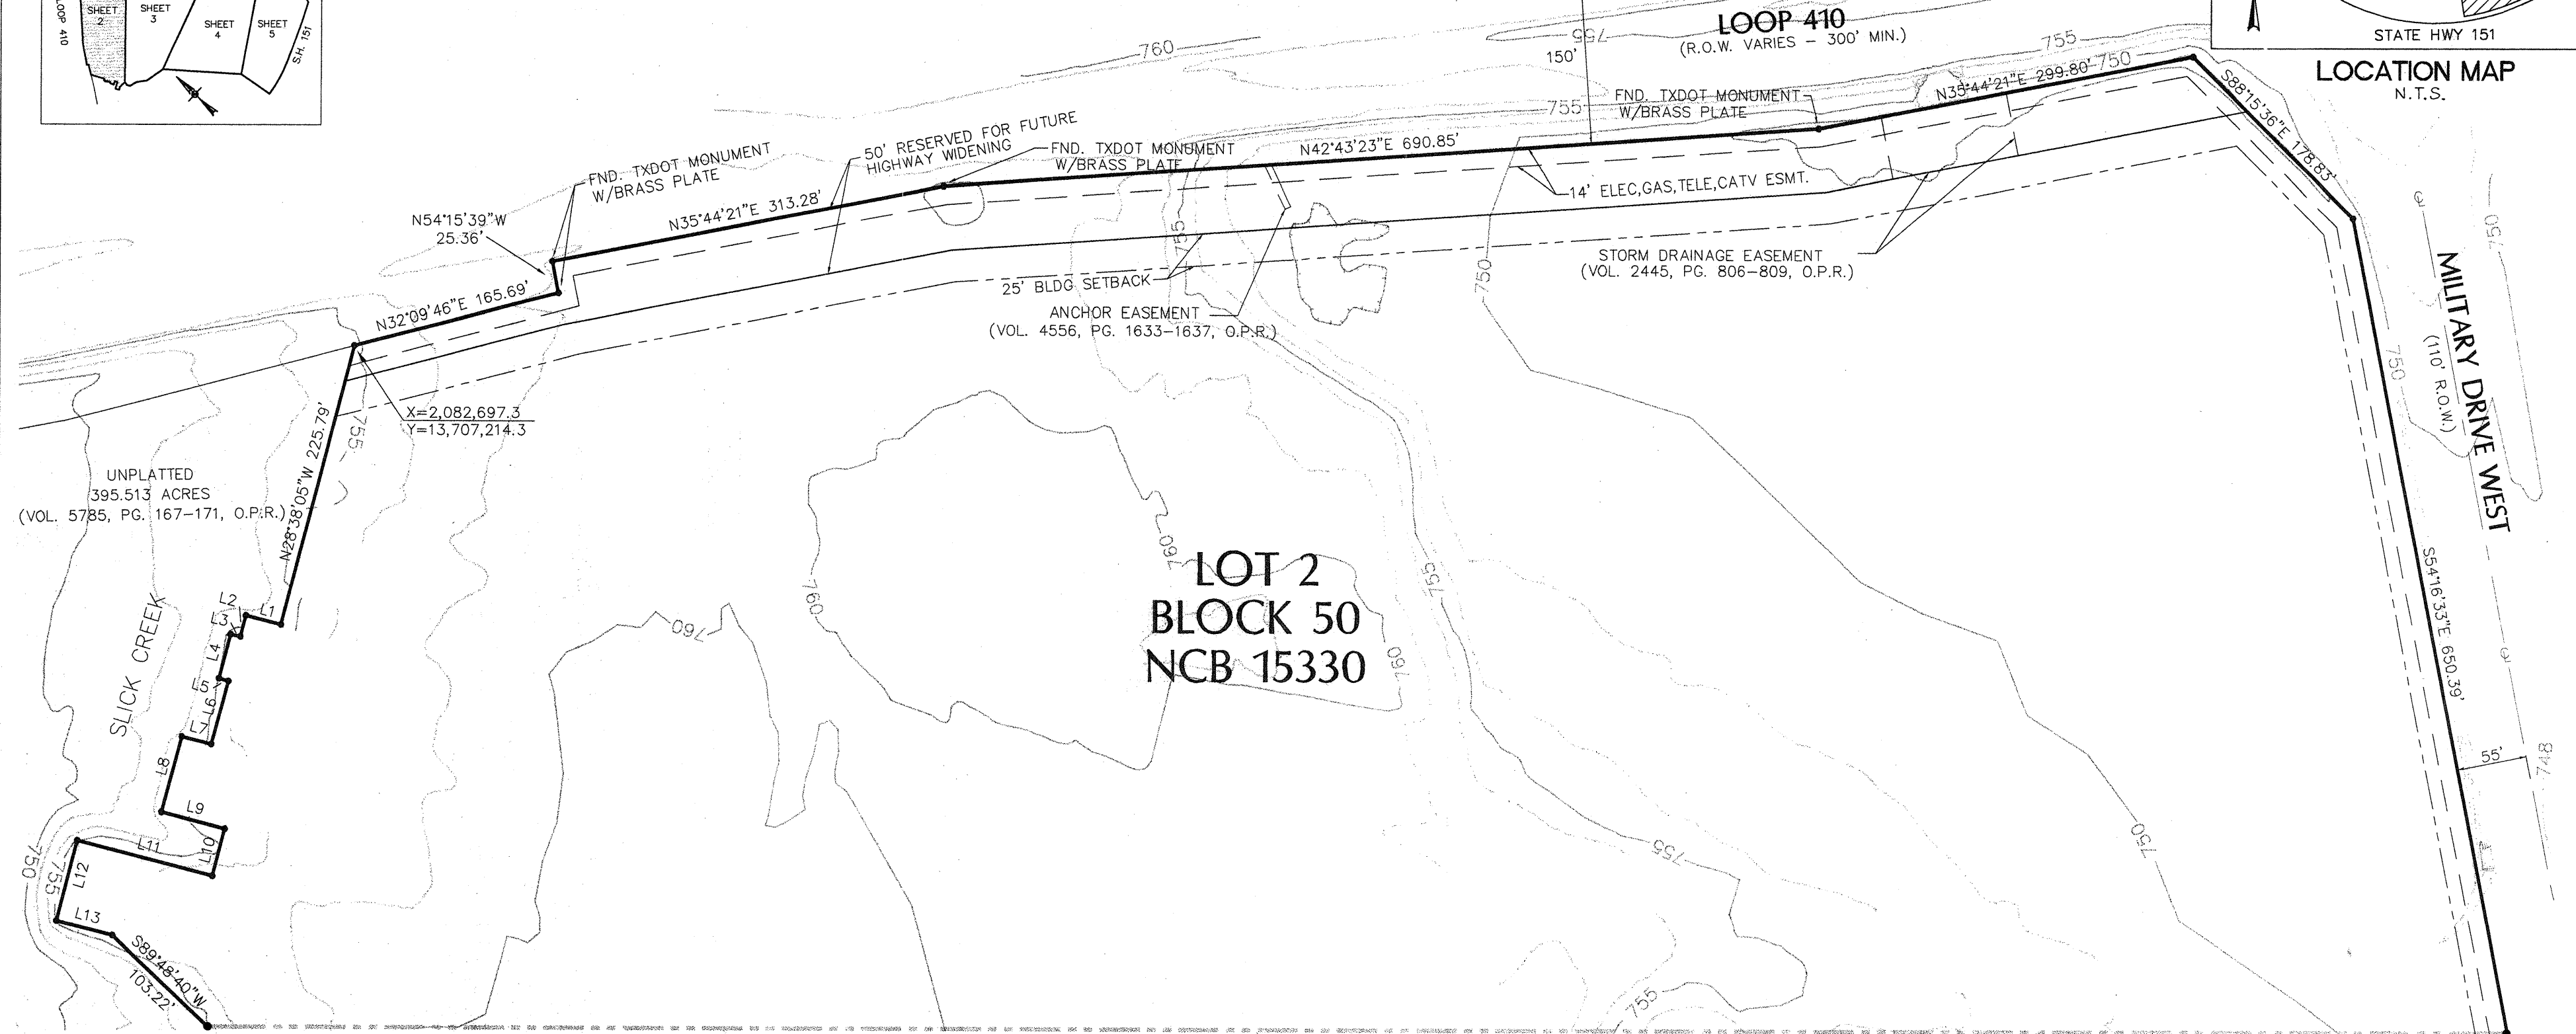 LOOP 410
SHEET
2
SHEET
3
SHEET
4
SHEET
5
S.H. 151
760
755
150'
LOOP 410
(R.O.W. VARIES – 300' MIN.)
755
750
STATE HWY 151
LOCATION MAP
N.T.S.
FND. TXDOT MONUMENT
W/BRASS PLATE
50' RESERVED FOR FUTURE
HIGHWAY WIDENING
FND. TXDOT MONUMENT
W/BRASS PLATE
755
FND. TXDOT MONUMENT
W/BRASS PLATE
N35°44'21"E 299.80'
S88°15'36"E 178.83'
N42°43'23"E 690.85'
N54°15'39"W
25.36'
N35°44'21"E 313.28'
14' ELEC,GAS,TELE,CATV ESMT.
755
750
STORM DRAINAGE EASEMENT
(VOL. 2445, PG. 806–809, O.P.R.)
25' BLDG SETBACK
ANCHOR EASEMENT
(VOL. 4556, PG. 1633–1637, O.P.R.)
N32°09'46"E 165.69'
X=2,082,697.3
Y=13,707,214.3
755
N28°38'05"W 225.79'
UNPLATTED
395.513 ACRES
(VOL. 5785, PG. 167–171, O.P.R.)
SLICK CREEK
750
MILITARY DRIVE WEST
(110' R.O.W.)
750
S54°16'33"E 650.39'
55'
748
760
760
760
760
755
LOT 2
BLOCK 50
NCB 15330
L1
L2
L3
L4
L5
L6
L7
L8
L9
L10
L11
L12
L13
750
755
S89°48'40"W
103.22'
755
750
755